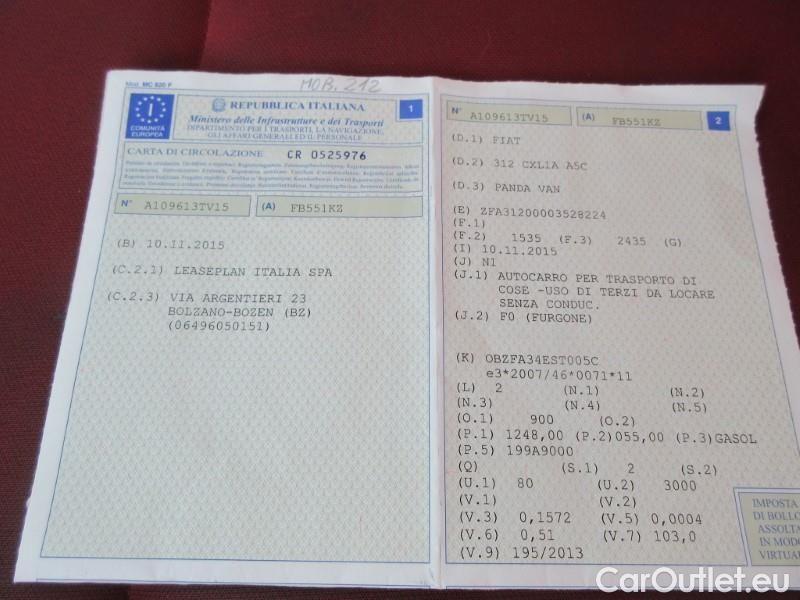 Mod. MC 820 F
MOB. 212
REPUBBLICA ITALIANA
1
Ministero delle Infrastrutture e dei Trasporti
DIPARTIMENTO PER I TRASPORTI, LA NAVIGAZIONE,
GLI AFFARI GENERALI ED IL PERSONALE
I
COMUNITÀ
EUROPEA
CARTA DI CIRCOLAZIONE CR 0525976
N° A109613TV15 (A) FB551KZ
(B) 10.11.2015
(C.2.1) LEASEPLAN ITALIA SPA
(C.2.3) VIA ARGENTIERI 23
BOLZANO-BOZEN (BZ)
(06496050151)
N° A109613TV15 (A) FB551KZ 2
(D.1) FIAT
(D.2) 312 CXL1A A5C
(D.3) PANDA VAN
(E) ZFA31200003528224
(F.1)
(F.2) 1535 (F.3) 2435 (G)
(I) 10.11.2015
(J) N1
(J.1) AUTOCARRO PER TRASPORTO DI
COSE -USO DI TERZI DA LOCARE
SENZA CONDUC.
(J.2) F0 (FURGONE)
(K) OBZFA34EST005C
e3*2007/46*0071*11
(L) 2 (N.1) (N.2)
(N.3) (N.4) (N.5)
(O.1) 900 (O.2)
(P.1) 1248,00 (P.2)055,00 (P.3)GASOL
(P.5) 199A9000
(Q) (S.1) 2 (S.2)
(U.1) 80 (U.2) 3000
(V.1) (V.2)
(V.3) 0,1572 (V.5) 0,0004
(V.6) 0,51 (V.7) 103,0
(V.9) 195/2013
IMPOSTA
DI BOLLO
ASSOLTA
IN MODO
VIRTUA
CarOutlet.eu